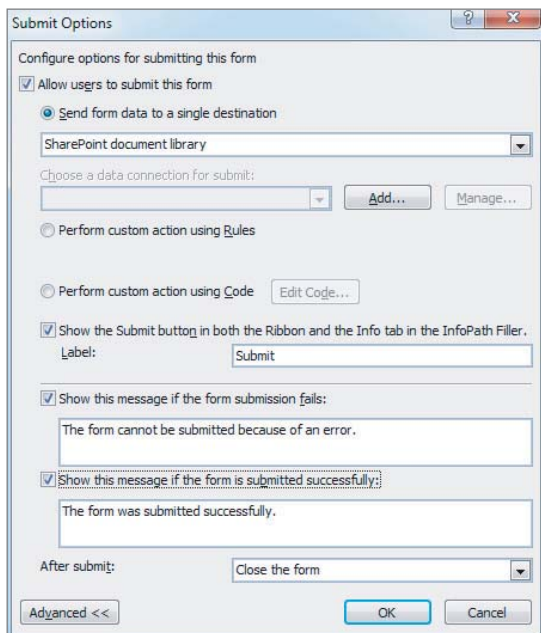 Submit Options
Configure options for submitting this form
Allow users to submit this form
Send form data to a single destination
SharePoint document library
Choose a data connection for submit:
Add... Manage...
Perform custom action using Rules
Perform custom action using Code Edit Code...
Show the Submit button in both the Ribbon and the Info tab in the InfoPath Filler.
Label: Submit
Show this message if the form submission fails:
The form cannot be submitted because of an error.
Show this message if the form is submitted successfully:
The form was submitted successfully.
After submit: Close the form
Advanced << OK Cancel